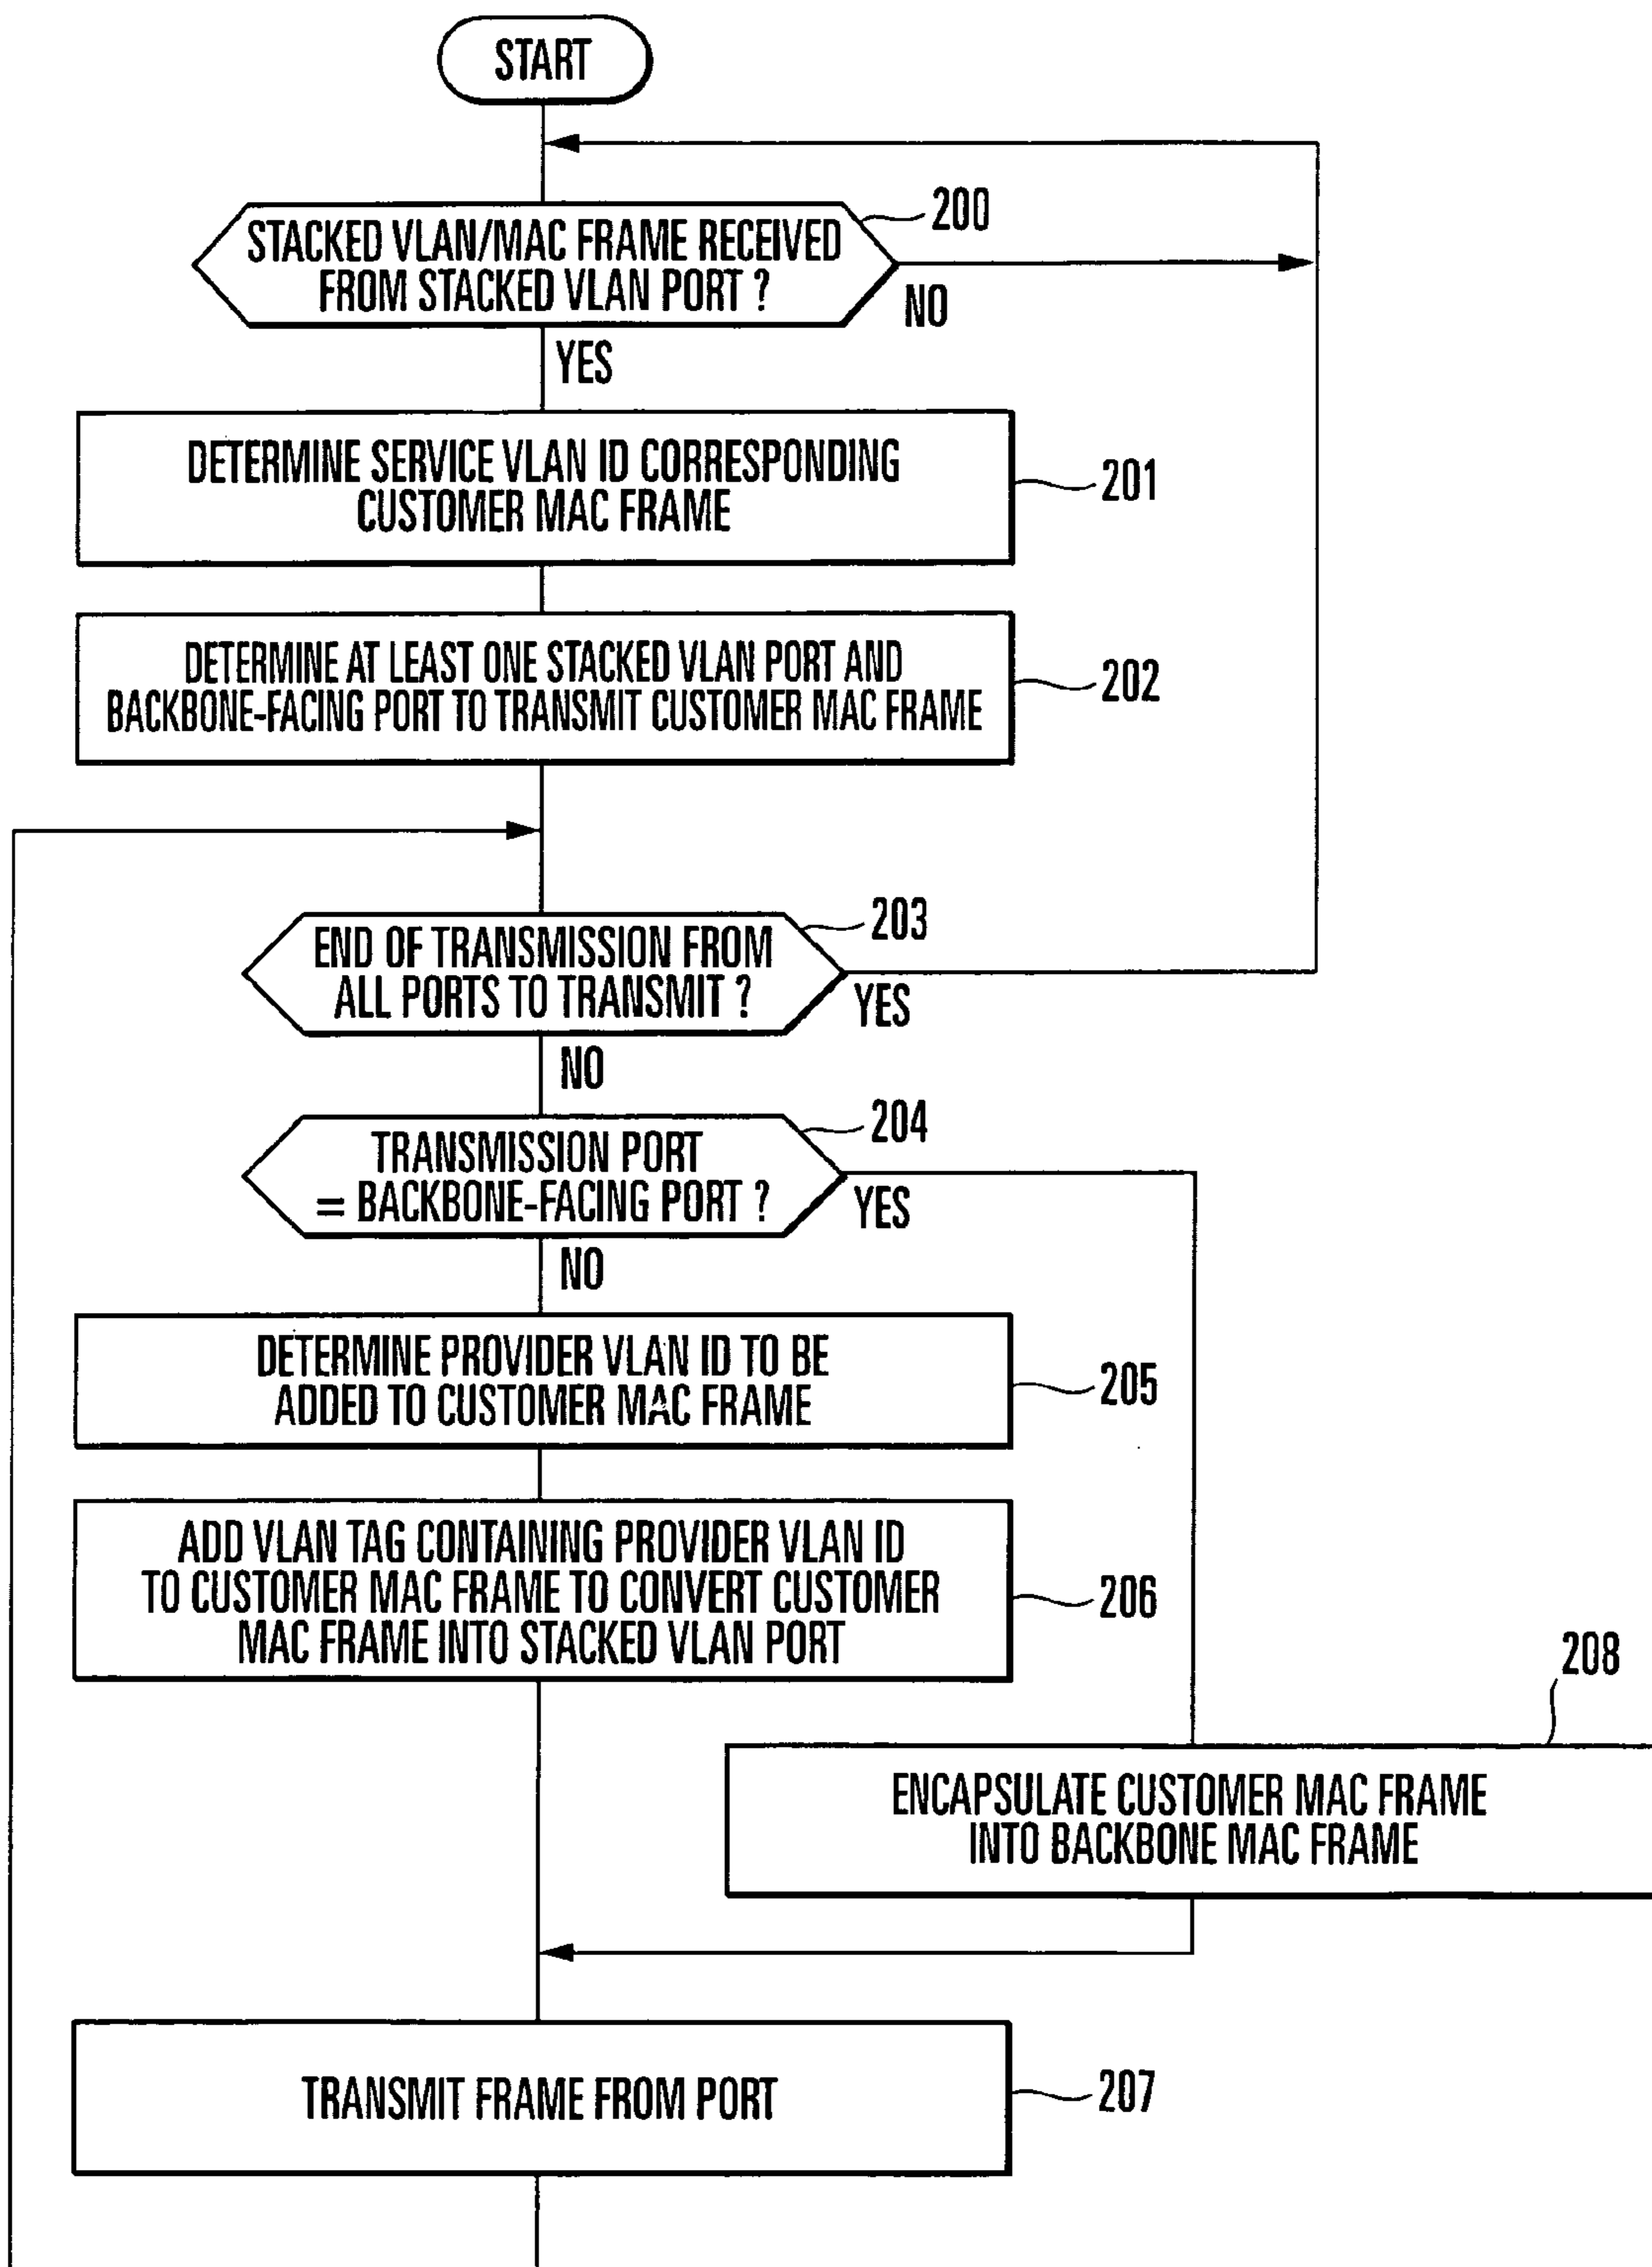 START
200
STACKED VLAN/MAC FRAME RECEIVED
FROM STACKED VLAN PORT ?
NO
YES
DETERMINE SERVICE VLAN ID CORRESPONDING
CUSTOMER MAC FRAME
201
DETERMINE AT LEAST ONE STACKED VLAN PORT AND
BACKBONE-FACING PORT TO TRANSMIT CUSTOMER MAC FRAME
202
203
END OF TRANSMISSION FROM
ALL PORTS TO TRANSMIT ?
YES
NO
204
TRANSMISSION PORT
= BACKBONE-FACING PORT ?
YES
NO
DETERMINE PROVIDER VLAN ID TO BE
ADDED TO CUSTOMER MAC FRAME
205
ADD VLAN TAG CONTAINING PROVIDER VLAN ID
TO CUSTOMER MAC FRAME TO CONVERT CUSTOMER
MAC FRAME INTO STACKED VLAN PORT
206
208
ENCAPSULATE CUSTOMER MAC FRAME
INTO BACKBONE MAC FRAME
TRANSMIT FRAME FROM PORT
207